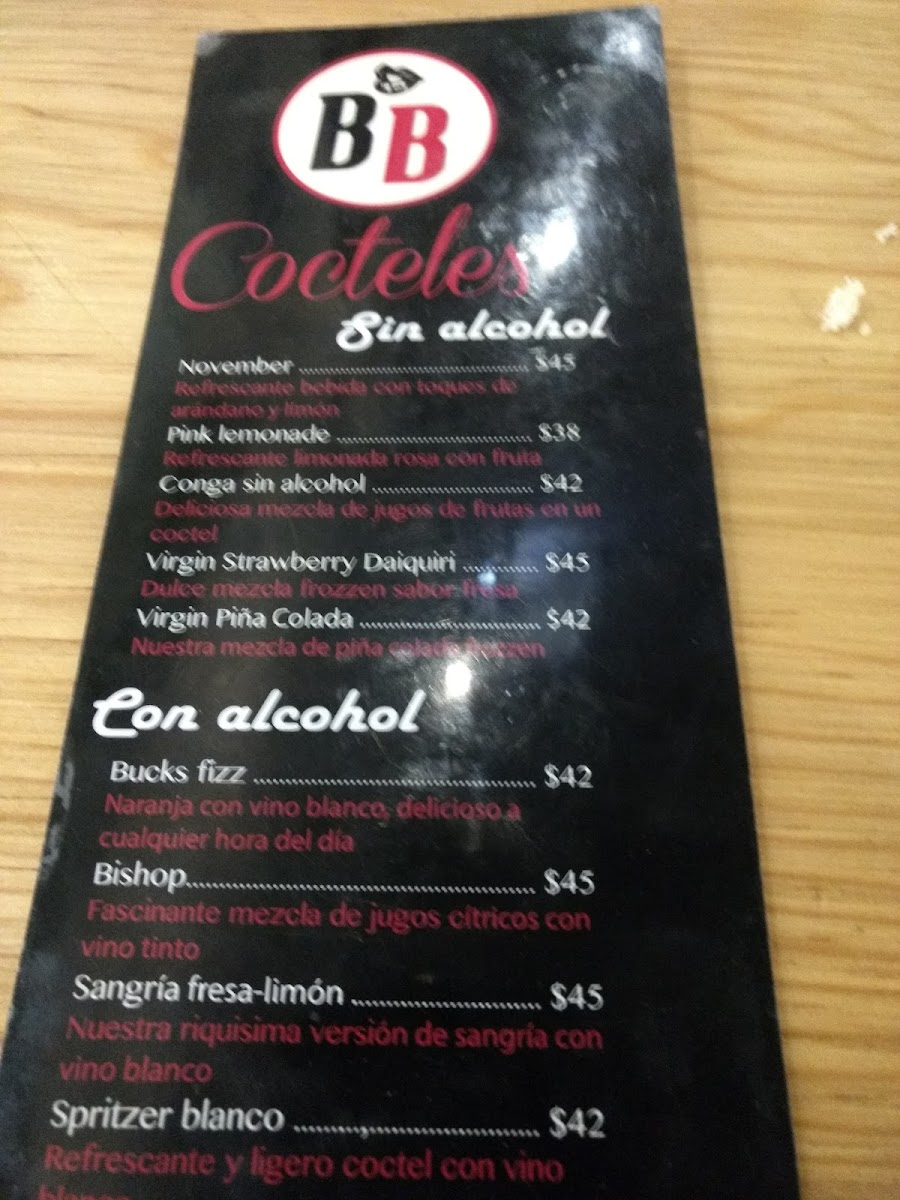 BB
Cocteles
Sin alcohol
November ........................................ $45
Refrescante bebida con toques de
arandano y limón
Pink lemonade .................................. $38
Refrescante limonada rosa con fruta
Conga sin alcohol ............................ $42
Deliciosa mezcla de jugos de frutas en un
coctel
Virgin Strawberry Daiquiri ............. $45
Dulce mezcla frozzen sabor fresa
Virgin Piña Colada ............................... $42
Nuestra mezcla de piña colada frozzen
Con alcohol
Bucks fizz ............................................... $42
Naranja con vino blanco, delicioso a
cualquier hora del día
Bishop.......................................................... $45
Fascinante mezcla de jugos cítricos con
vino tinto
Sangría fresa-limón ............................. $45
Nuestra riquisima versión de sangría con
vino blanco
Spritzer blanco ..................................... $42
Refrescante y ligero coctel con vino
blanco